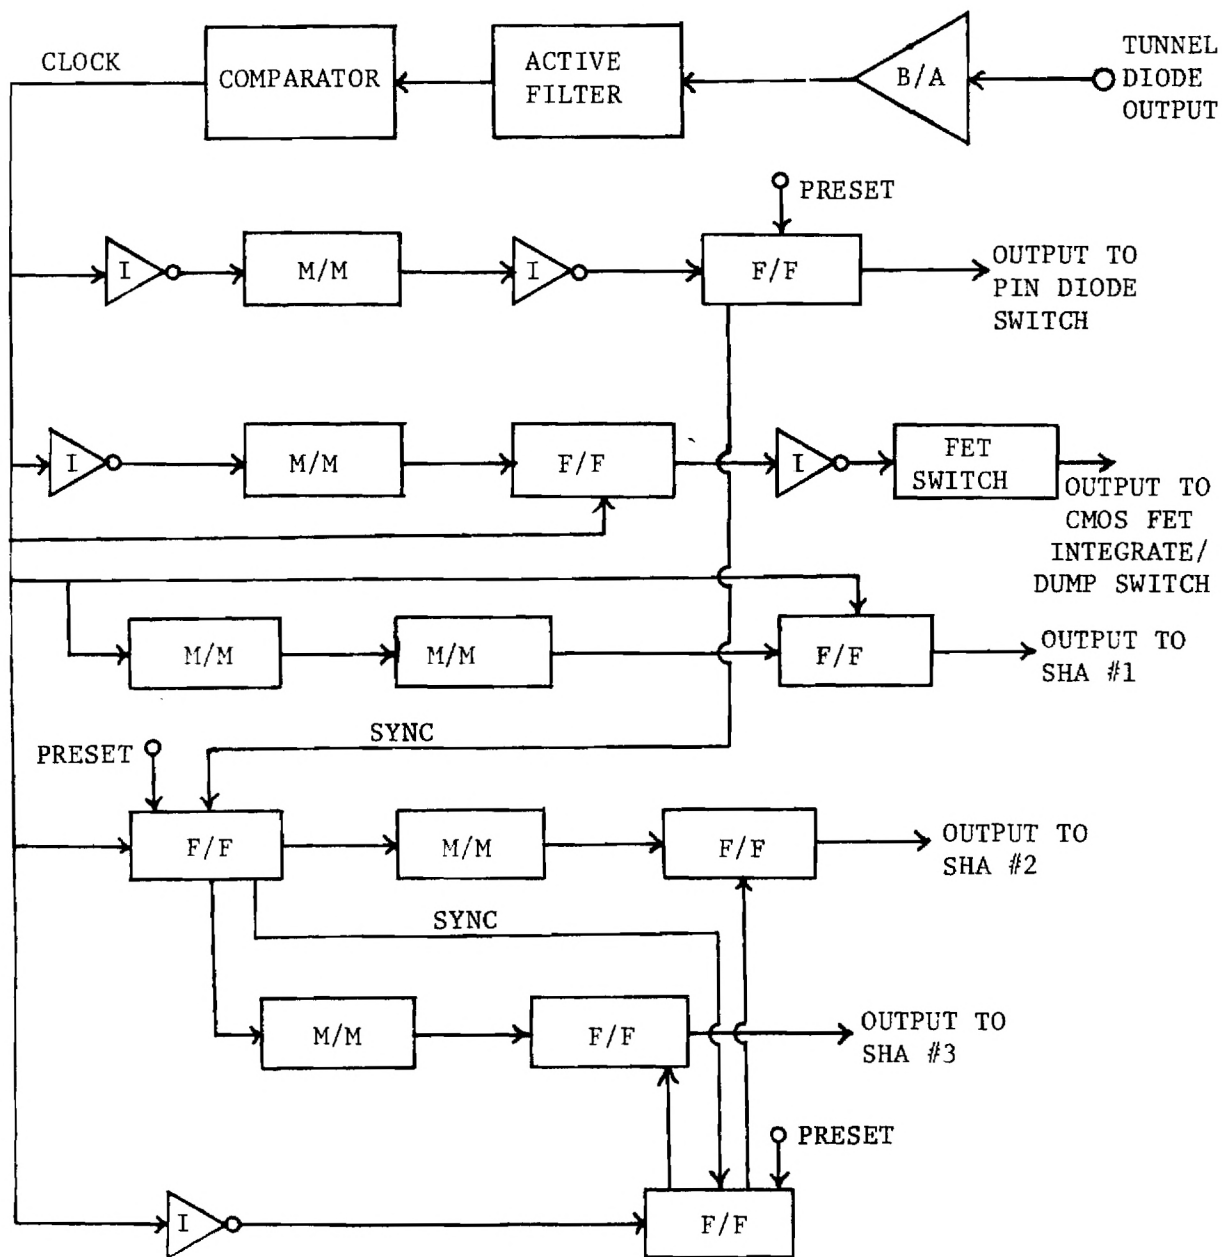 CLOCK
COMPARATOR
ACTIVE
FILTER
B/A
TUNNEL
DIODE
OUTPUT
PRESET
I
M/M
I
F/F
OUTPUT TO
PIN DIODE
SWITCH
I
M/M
F/F
I
FET
SWITCH
OUTPUT TO
CMOS FET
INTEGRATE/
DUMP SWITCH
M/M
M/M
F/F
OUTPUT TO
SHA #1
SYNC
PRESET
F/F
M/M
F/F
OUTPUT TO
SHA #2
SYNC
M/M
F/F
OUTPUT TO
SHA #3
PRESET
I
F/F